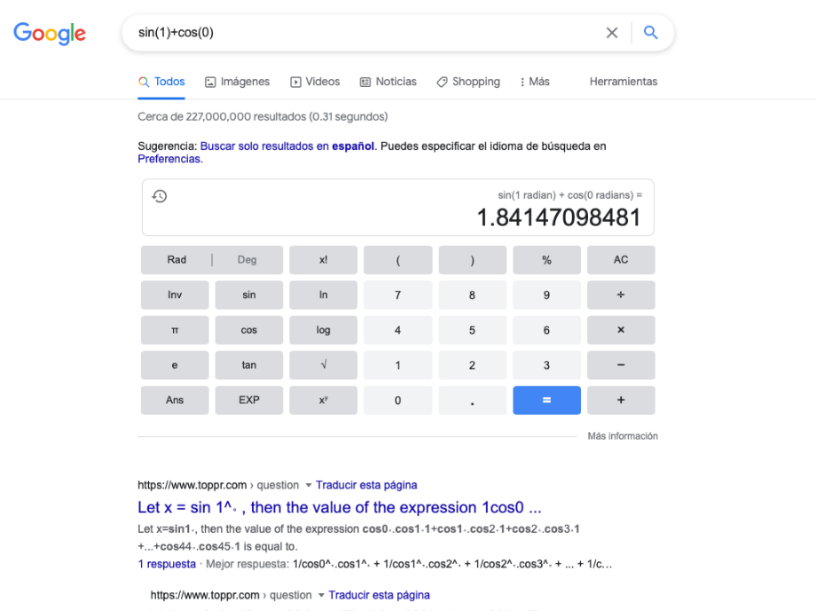 Google
sin(1)+cos(0)
Todos Imágenes Videos Noticias Shopping Más Herramientas
Cerca de 227,000,000 resultados (0.31 segundos)
Sugerencia: Buscar solo resultados en español. Puedes especificar el idioma de búsqueda en
Preferencias.
sin(1 radian) + cos(0 radians) =
1.84147098481
Rad | Deg x! ( ) % AC
Inv sin ln 7 8 9 ÷
π cos log 4 5 6 ×
e tan √ 1 2 3 −
Ans EXP xʸ 0 . = +
Más información
https://www.toppr.com › question Traducir esta página
Let x = sin 1^∘ , then the value of the expression 1cos0 ...
Let x=sin1∘, then the value of the expression cos0∘.cos1∘1+cos1∘.cos2∘1+cos2∘.cos3∘1
+...+cos44∘.cos45∘1 is equal to.
1 respuesta · Mejor respuesta: 1/cos0^∘.cos1^∘ + 1/cos1^∘.cos2^∘ + 1/cos2^∘.cos3^∘ + ... + 1/c...
https://www.toppr.com › question Traducir esta página